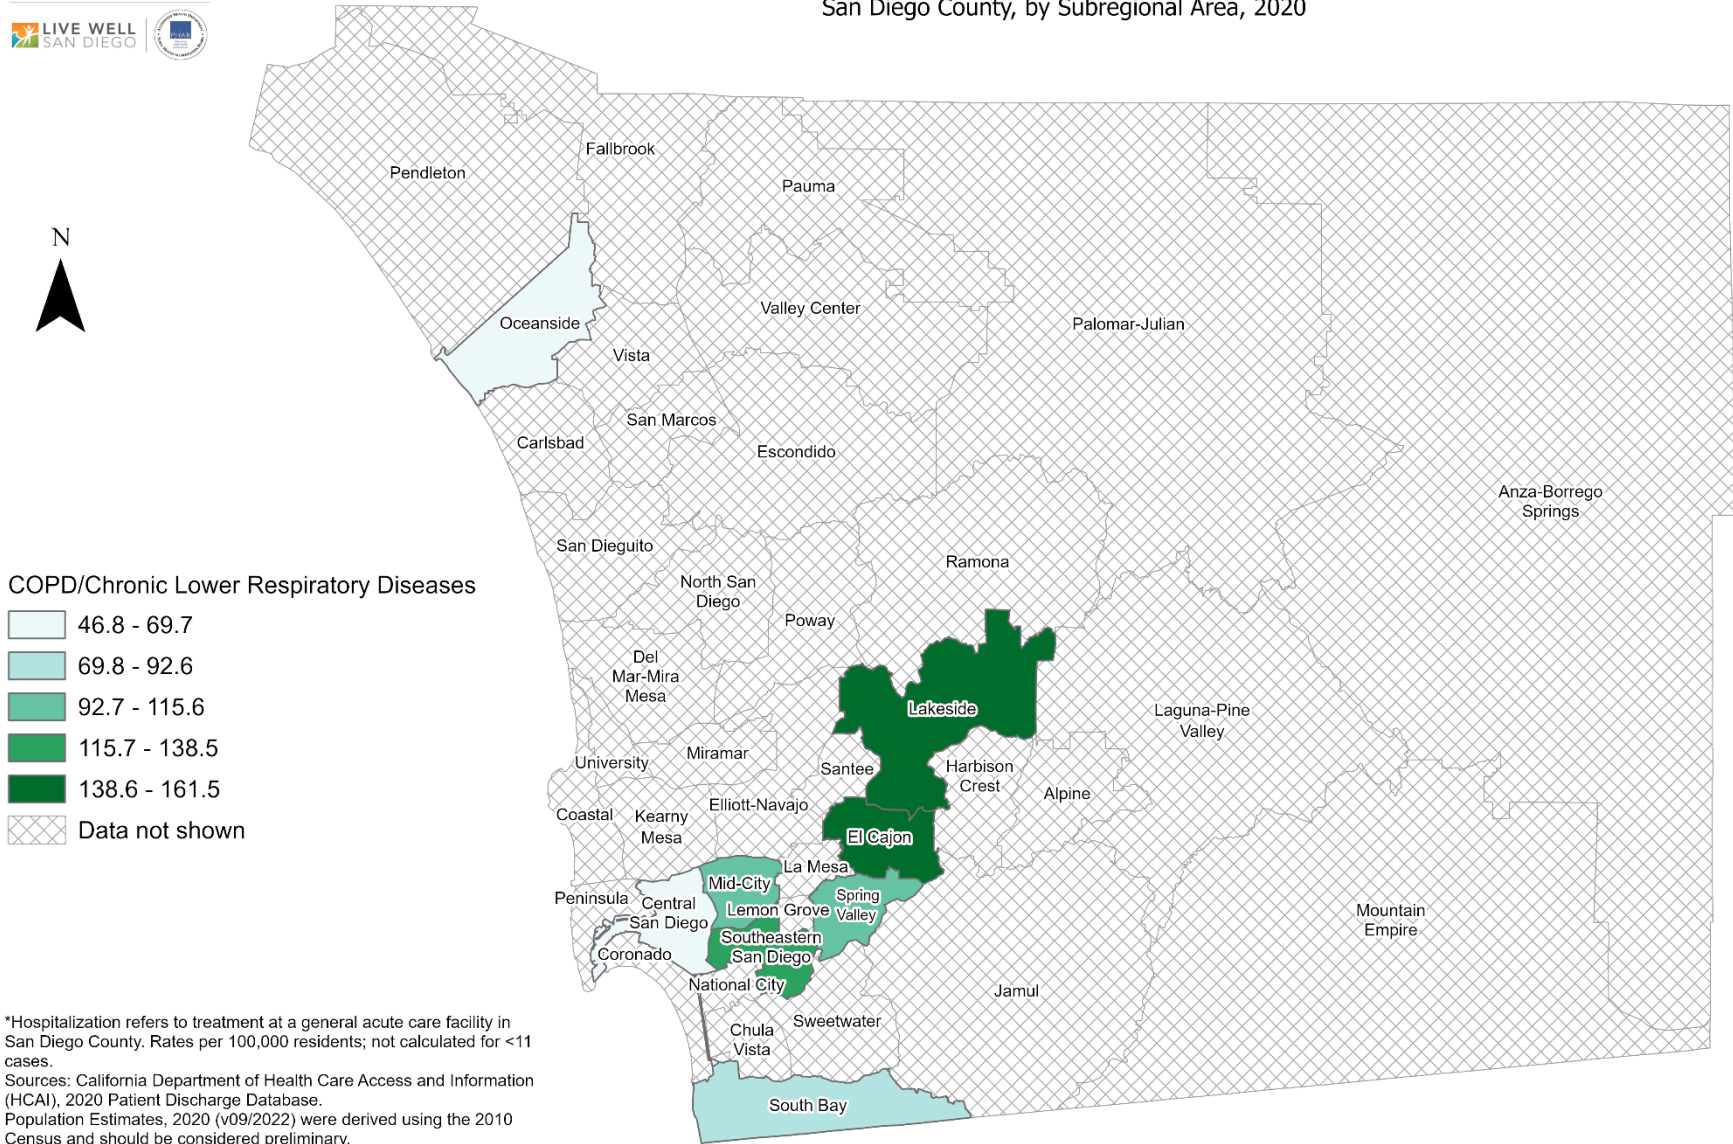 San Diego County, by Subregional Area, 2020
LIVE WELL
SAN DIEGO
PHAB
N
Pendleton
Fallbrook
Pauma
Oceanside
Valley Center
Palomar-Julian
Vista
San Marcos
Carlsbad
Escondido
Anza-Borrego
Springs
San Dieguito
Ramona
North San
Diego
Poway
Del
Mar-Mira
Mesa
Lakeside
Laguna-Pine
Valley
Miramar
University
Santee
Harbison
Crest
Alpine
Elliott-Navajo
Coastal
Kearny
Mesa
El Cajon
La Mesa
Mid-City
Peninsula
Central
San Diego
Spring
Valley
Lemon Grove
Mountain
Empire
Southeastern
San Diego
Coronado
National City
Jamul
Sweetwater
Chula
Vista
South Bay
COPD/Chronic Lower Respiratory Diseases
46.8 - 69.7
69.8 - 92.6
92.7 - 115.6
115.7 - 138.5
138.6 - 161.5
Data not shown
*Hospitalization refers to treatment at a general acute care facility in
San Diego County. Rates per 100,000 residents; not calculated for <11
cases.
Sources: California Department of Health Care Access and Information
(HCAI), 2020 Patient Discharge Database.
Population Estimates, 2020 (v09/2022) were derived using the 2010
Census and should be considered preliminary.